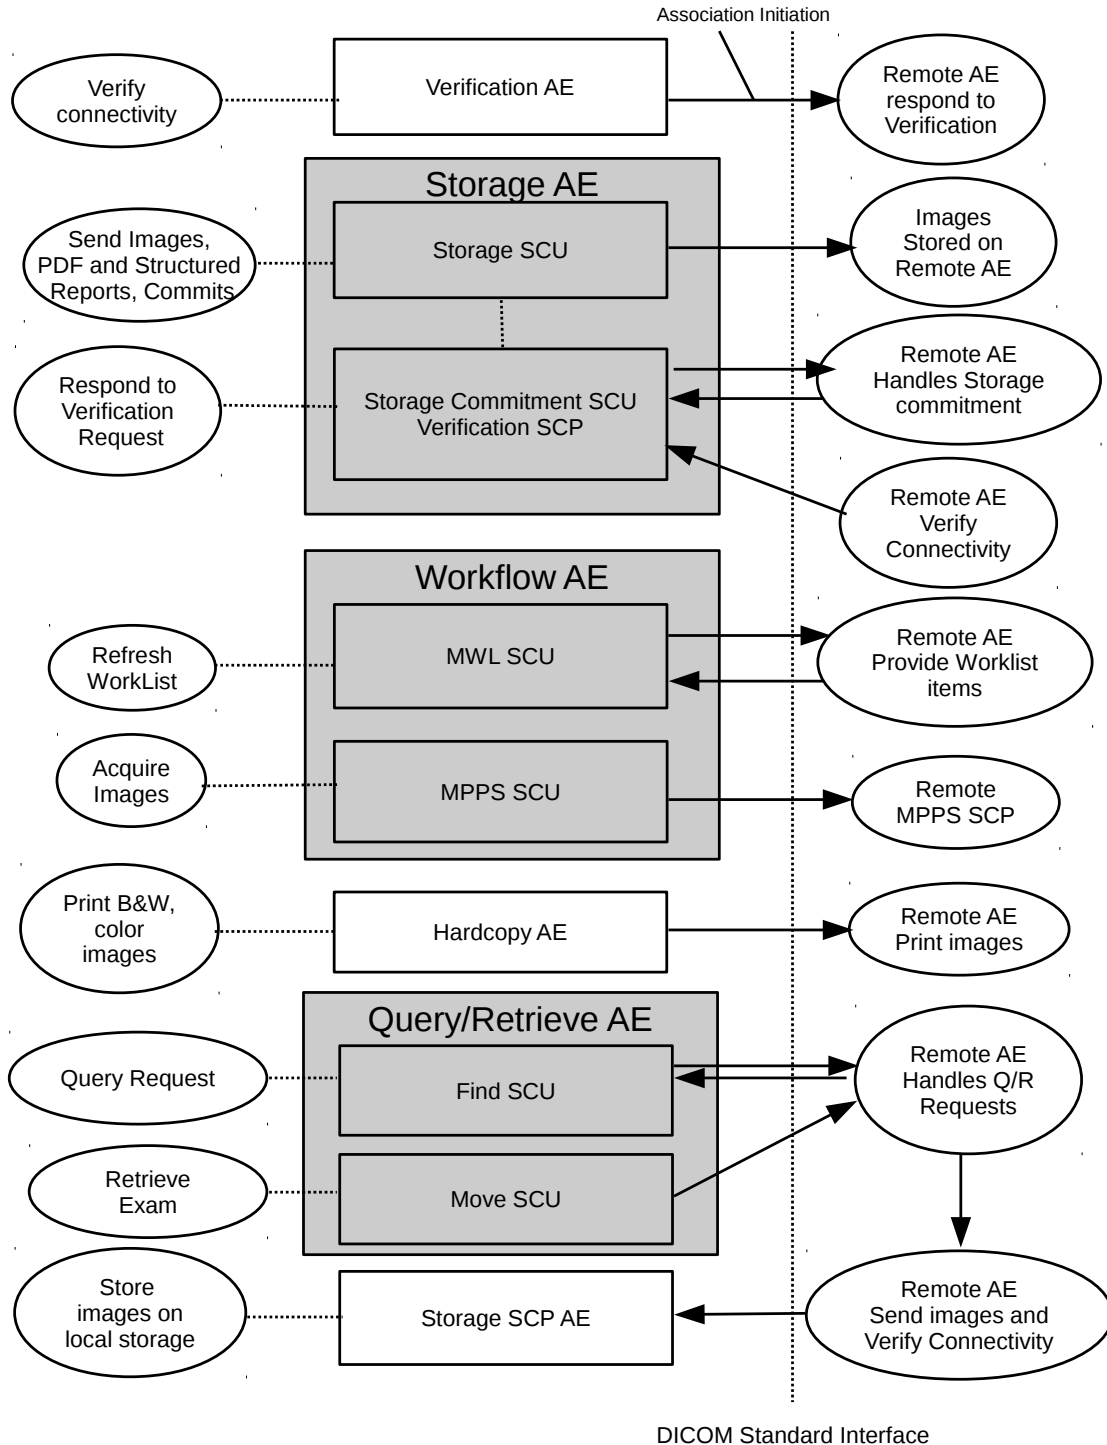 Association Initiation
Verify
connectivity
Verification AE
Remote AE
respond to
Verification
Storage AE
Send Images,
PDF and Structured
Reports, Commits
Storage SCU
Images
Stored on
Remote AE
Respond to
Verification
Request
Storage Commitment SCU
Verification SCP
Remote AE
Handles Storage
commitment
Remote AE
Verify
Connectivity
Workflow AE
Refresh
WorkList
MWL SCU
Remote AE
Provide Worklist
items
Acquire
Images
MPPS SCU
Remote
MPPS SCP
Print B&W,
color
images
Hardcopy AE
Remote AE
Print images
Query/Retrieve AE
Query Request
Find SCU
Remote AE
Handles Q/R
Requests
Retrieve
Exam
Move SCU
Store
images on
local storage
Storage SCP AE
Remote AE
Send images and
Verify Connectivity
DICOM Standard Interface